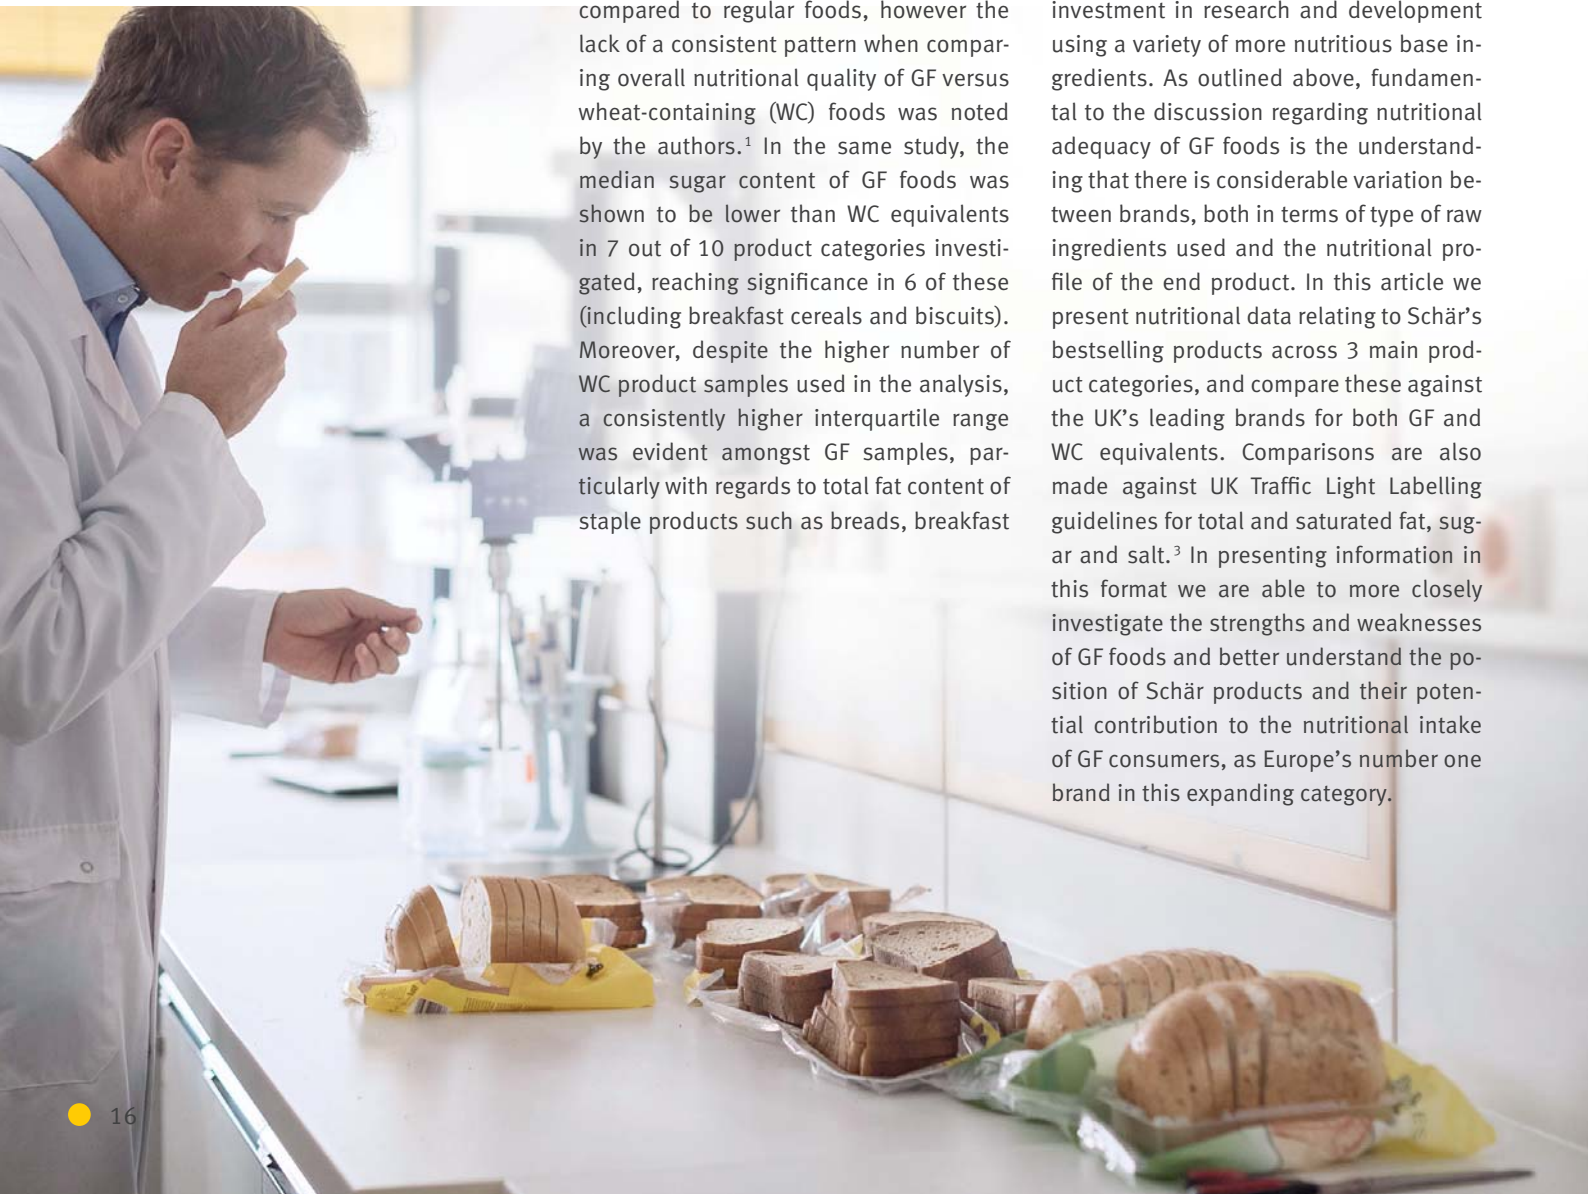 compared to regular foods, however the
lack of a consistent pattern when compar-
ing overall nutritional quality of GF versus
wheat-containing (WC) foods was noted
by the authors.1 In the same study, the
median sugar content of GF foods was
shown to be lower than WC equivalents
in 7 out of 10 product categories investi-
gated, reaching significance in 6 of these
(including breakfast cereals and biscuits).
Moreover, despite the higher number of
WC product samples used in the analysis,
a consistently higher interquartile range
was evident amongst GF samples, par-
ticularly with regards to total fat content of
staple products such as breads, breakfast
investment in research and development
using a variety of more nutritious base in-
gredients. As outlined above, fundamen-
tal to the discussion regarding nutritional
adequacy of GF foods is the understand-
ing that there is considerable variation be-
tween brands, both in terms of type of raw
ingredients used and the nutritional pro-
file of the end product. In this article we
present nutritional data relating to Schär’s
bestselling products across 3 main prod-
uct categories, and compare these against
the UK’s leading brands for both GF and
WC equivalents. Comparisons are also
made against UK Traffic Light Labelling
guidelines for total and saturated fat, sug-
ar and salt.3 In presenting information in
this format we are able to more closely
investigate the strengths and weaknesses
of GF foods and better understand the po-
sition of Schär products and their poten-
tial contribution to the nutritional intake
of GF consumers, as Europe’s number one
brand in this expanding category.
16